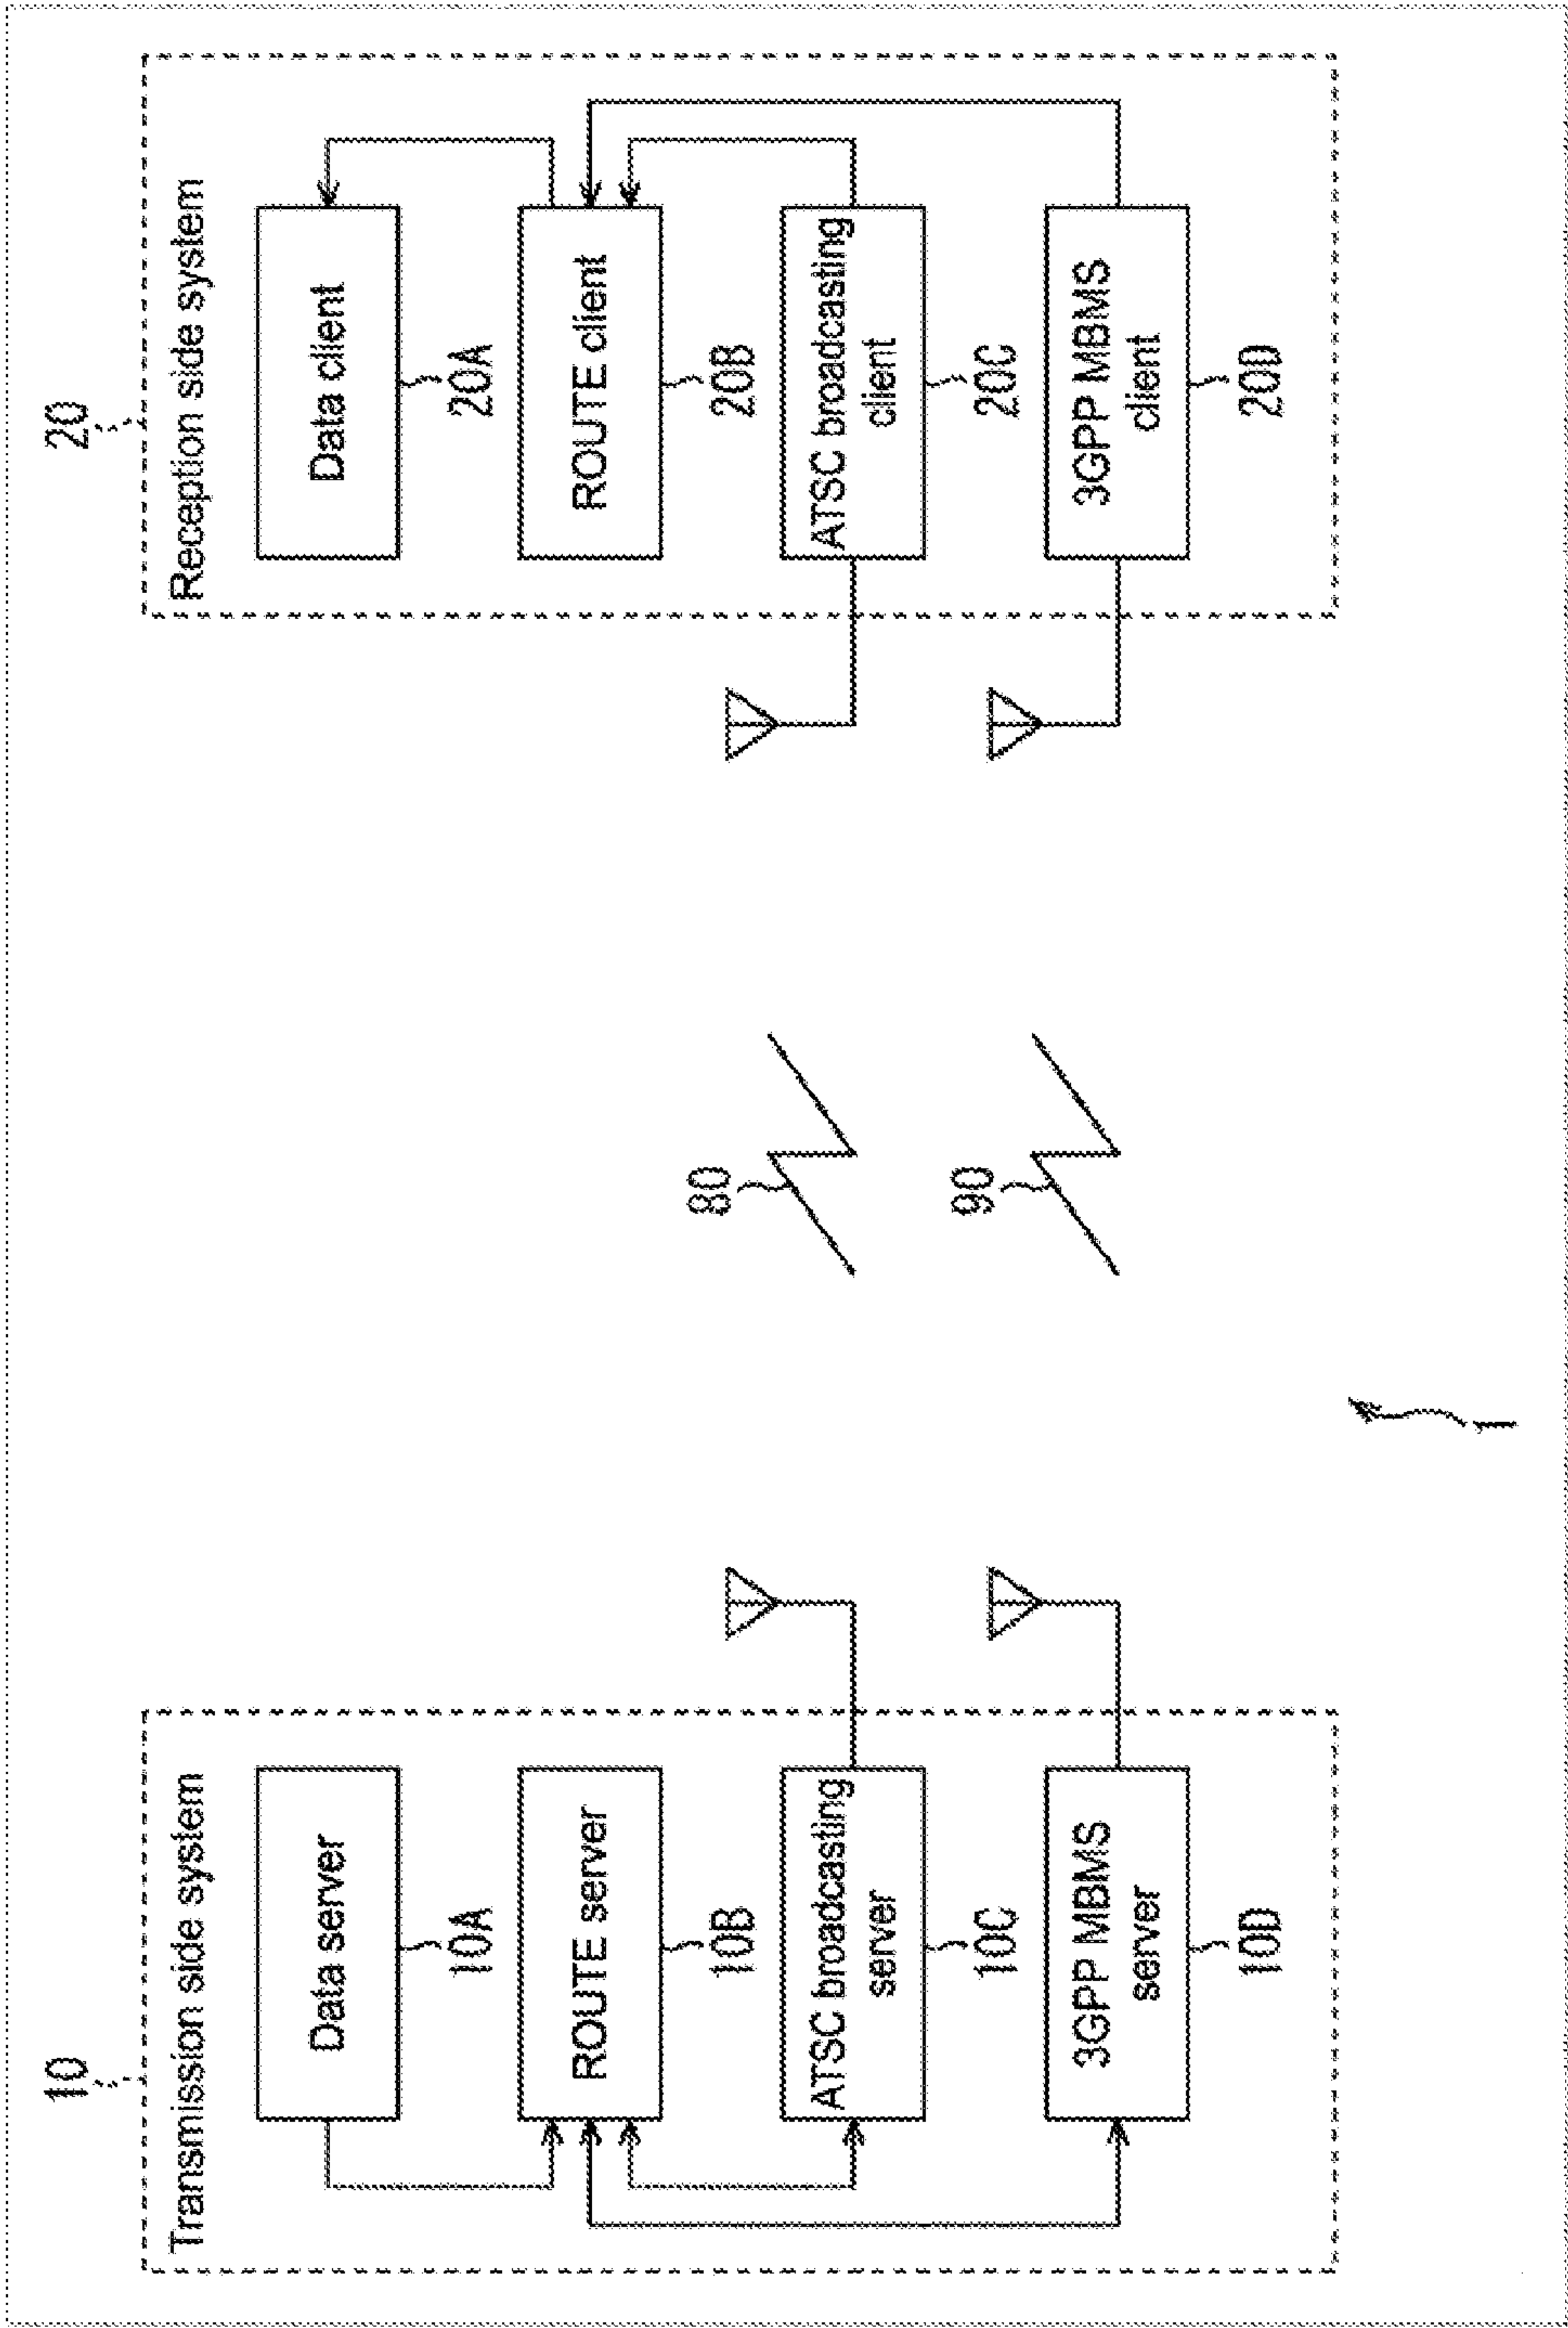 10
Transmission side system
Data server
10A
ROUTE server
10B
ATSC broadcasting
server
10C
3GPP MBMS
server
10D
80
90
1
20
Reception side system
Data client
20A
ROUTE client
20B
ATSC broadcasting
client
20C
3GPP MBMS
client
20D